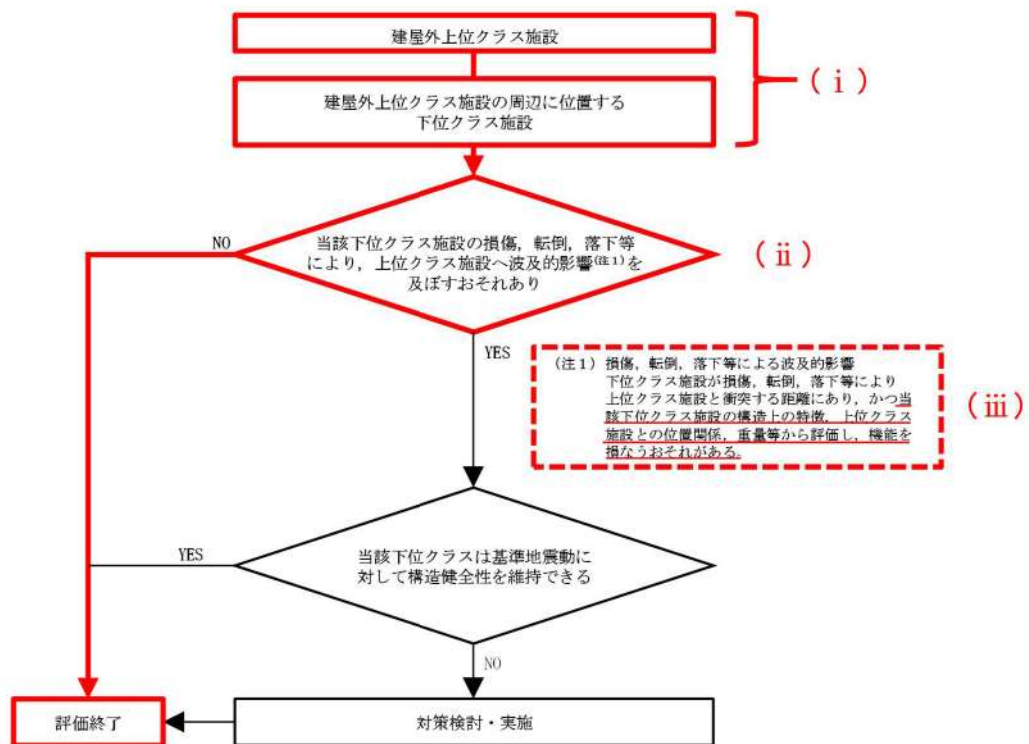 建屋外上位クラス施設
(ⅰ)
建屋外上位クラス施設の周辺に位置する
下位クラス施設
NO
当該下位クラス施設の損傷，転倒，落下等
により，上位クラス施設へ波及的影響(注1)を
及ぼすおそれあり
(ⅱ)
YES
(注1) 損傷，転倒，落下等による波及的影響
下位クラス施設が損傷，転倒，落下等により
上位クラス施設と衝突する距離にあり，かつ当
該下位クラス施設の構造上の特徴，上位クラス
施設との位置関係，重量等から評価し，機能を
損なうおそれがある。
(ⅲ)
YES
当該下位クラスは基準地震動に
対して構造健全性を維持できる
NO
評価終了
対策検討・実施